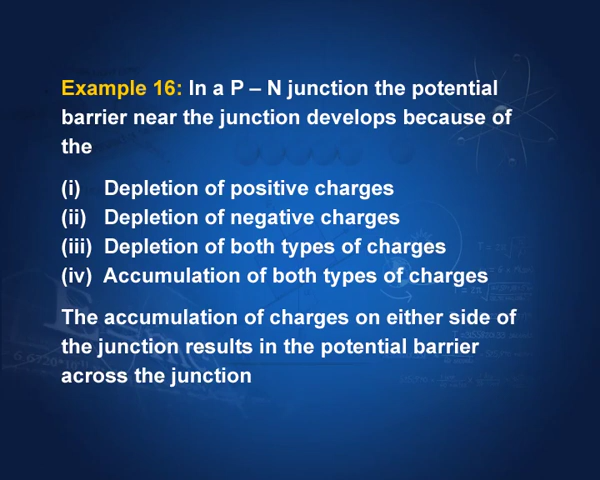 Example 16: In a P – N junction the potential
barrier near the junction develops because of
the
(i) Depletion of positive charges
(ii) Depletion of negative charges
(iii) Depletion of both types of charges
(iv) Accumulation of both types of charges
The accumulation of charges on either side of
the junction results in the potential barrier
across the junction